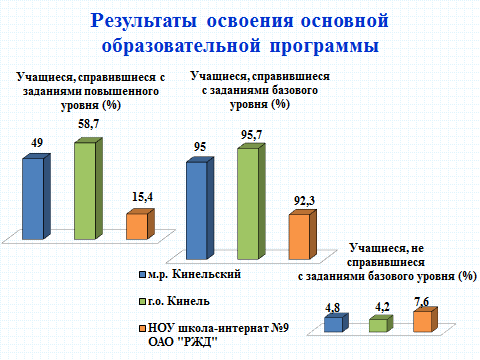 Результаты освоения основной
образовательной программы
Учащиеся, справившиеся с
заданиями повышенного
уровня (%)
49
58,7
15,4
Учащиеся, справившиеся
с заданиями базового
уровня (%)
95
95,7
92,3
Учащиеся, не
справившиеся
с заданиями базового уровня (%)
4,8
4,2
7,6
м.р. Кинельский
г.о. Кинель
НОУ школа-интернат №9
ОАО "РЖД"